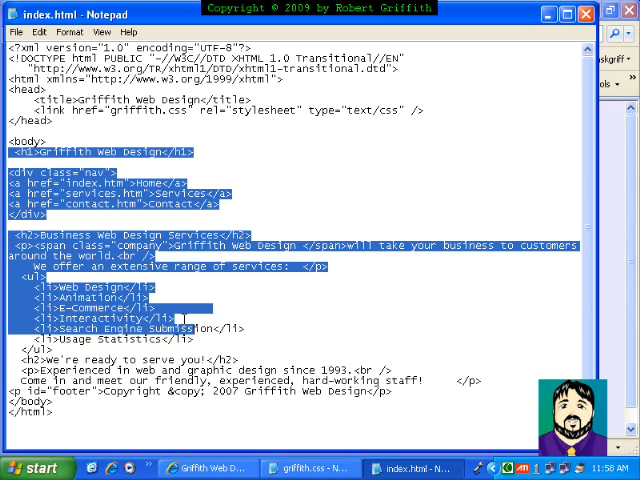 Copyright © 2009 by Robert Griffith
index.html - Notepad
File Edit Format View Help
<?xml version="1.0" encoding="UTF-8"?>
<!DOCTYPE html PUBLIC "-//W3C//DTD XHTML 1.0 Transitional//EN"
"http://www.w3.org/TR/xhtml1/DTD/xhtml1-transitional.dtd">
<html xmlns="http://www.w3.org/1999/xhtml">
<head>
<title>Griffith Web Design</title>
<link href="griffith.css" rel="stylesheet" type="text/css" />
</head>
<body>
<h1>Griffith Web Design</h1>
<div class="nav">
<a href="index.htm">Home</a>
<a href="services.htm">Services</a>
<a href="contact.htm">Contact</a>
</div>
<h2>Business Web Design Services</h2>
<p><span class="company">Griffith Web Design </span>will take your business to customers
around the world.<br />
We offer an extensive range of services:  </p>
<ul>
<li>Web Design</li>
<li>Animation</li>
<li>E-Commerce</li>
<li>Interactivity</li>
<li>Search Engine Submission</li>
<li>Usage Statistics</li>
</ul>
<h2>We're ready to serve you!</h2>
<p>Experienced in web and graphic design since 1993.<br />
Come in and meet our friendly, experienced, hard-working staff!     </p>
<p id="footer">Copyright &copy; 2007 Griffith Web Design</p>
</body>
</html>
askgriff
ols
start
Griffith Web D...
griffith.css - N...
index.html - N...
11:58 AM